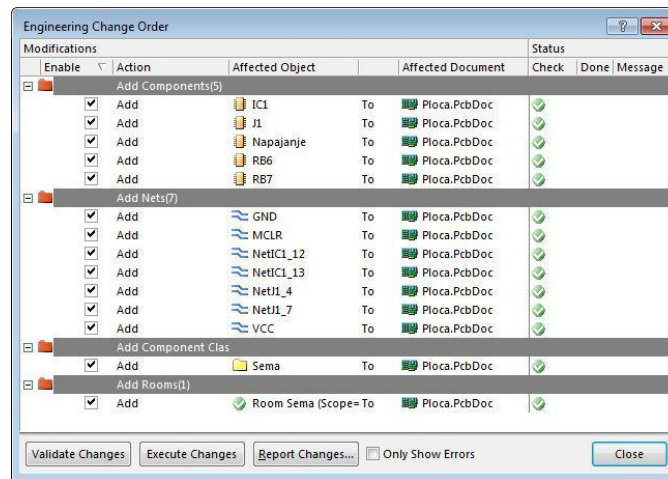 Engineering Change Order
Modifications Status
Enable Action Affected Object Affected Document Check Done Message
Add Components(5)
Add IC1 To Ploca.PcbDoc
Add J1 To Ploca.PcbDoc
Add Napajanje To Ploca.PcbDoc
Add RB6 To Ploca.PcbDoc
Add RB7 To Ploca.PcbDoc
Add Nets(7)
Add GND To Ploca.PcbDoc
Add MCLR To Ploca.PcbDoc
Add NetIC1_12 To Ploca.PcbDoc
Add NetIC1_13 To Ploca.PcbDoc
Add NetJ1_4 To Ploca.PcbDoc
Add NetJ1_7 To Ploca.PcbDoc
Add VCC To Ploca.PcbDoc
Add Component Clas
Add Sema To Ploca.PcbDoc
Add Rooms(1)
Add Room Sema (Scope= To Ploca.PcbDoc
Validate Changes Execute Changes Report Changes... Only Show Errors Close